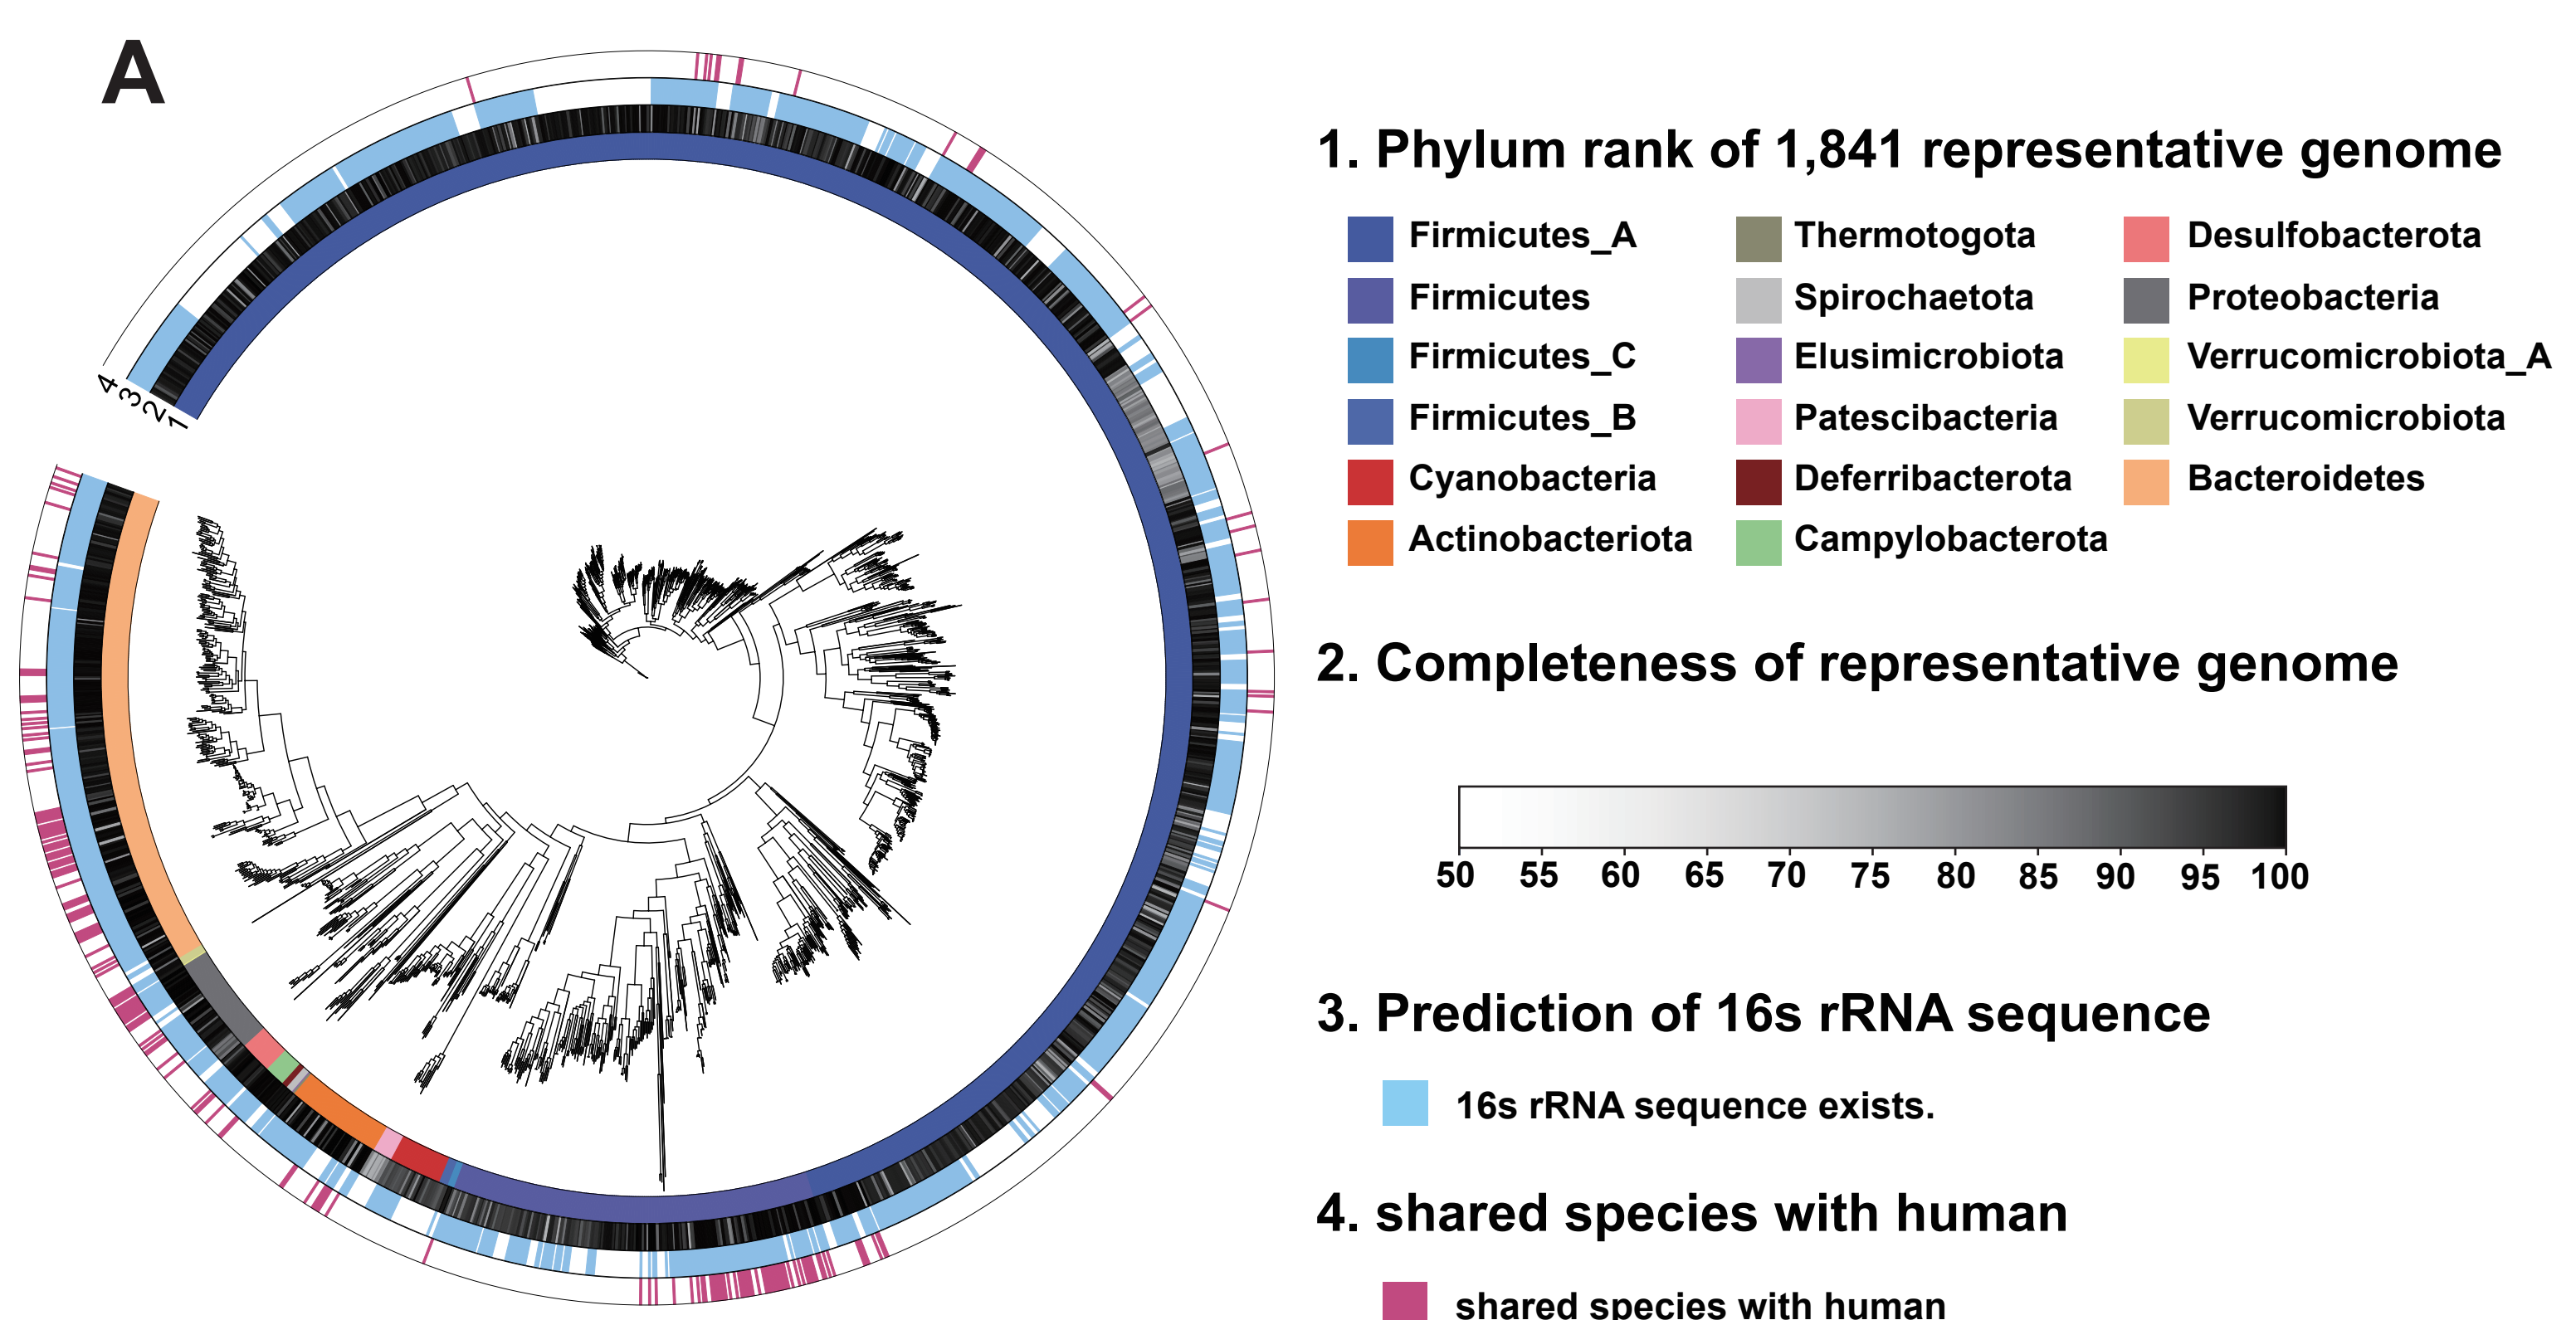 A
4
3
2
1
1. Phylum rank of 1,841 representative genome
Firmicutes_A
Thermotogota
Desulfobacterota
Firmicutes
Spirochaetota
Proteobacteria
Firmicutes_C
Elusimicrobiota
Verrucomicrobiota_A
Firmicutes_B
Patescibacteria
Verrucomicrobiota
Cyanobacteria
Deferribacterota
Bacteroidetes
Actinobacteriota
Campylobacterota
2. Completeness of representative genome
50 55 60 65 70 75 80 85 90 95 100
3. Prediction of 16s rRNA sequence
16s rRNA sequence exists.
4. shared species with human
shared species with human